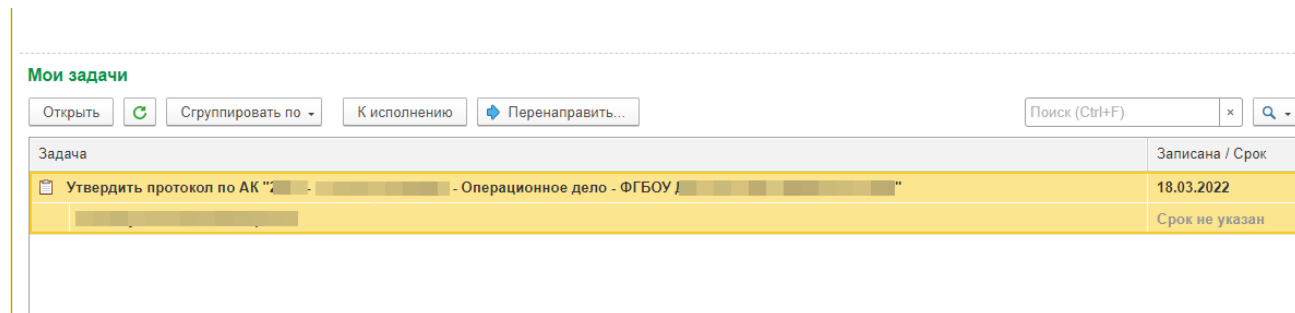 Мои задачи
Открыть Сгруппировать по К исполнению Перенаправить... Поиск (Ctrl+F) ×
Задача Записана / Срок
Утвердить протокол по АК "2 - - Операционное дело - ФГБОУ " 18.03.2022
Срок не указан